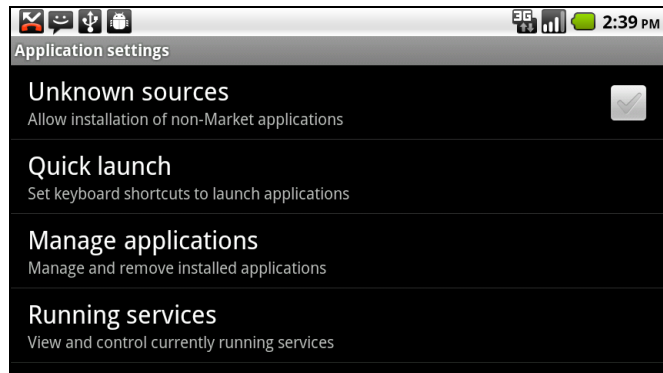 3G 2:39 PM
Application settings
Unknown sources
Allow installation of non-Market applications
Quick launch
Set keyboard shortcuts to launch applications
Manage applications
Manage and remove installed applications
Running services
View and control currently running services